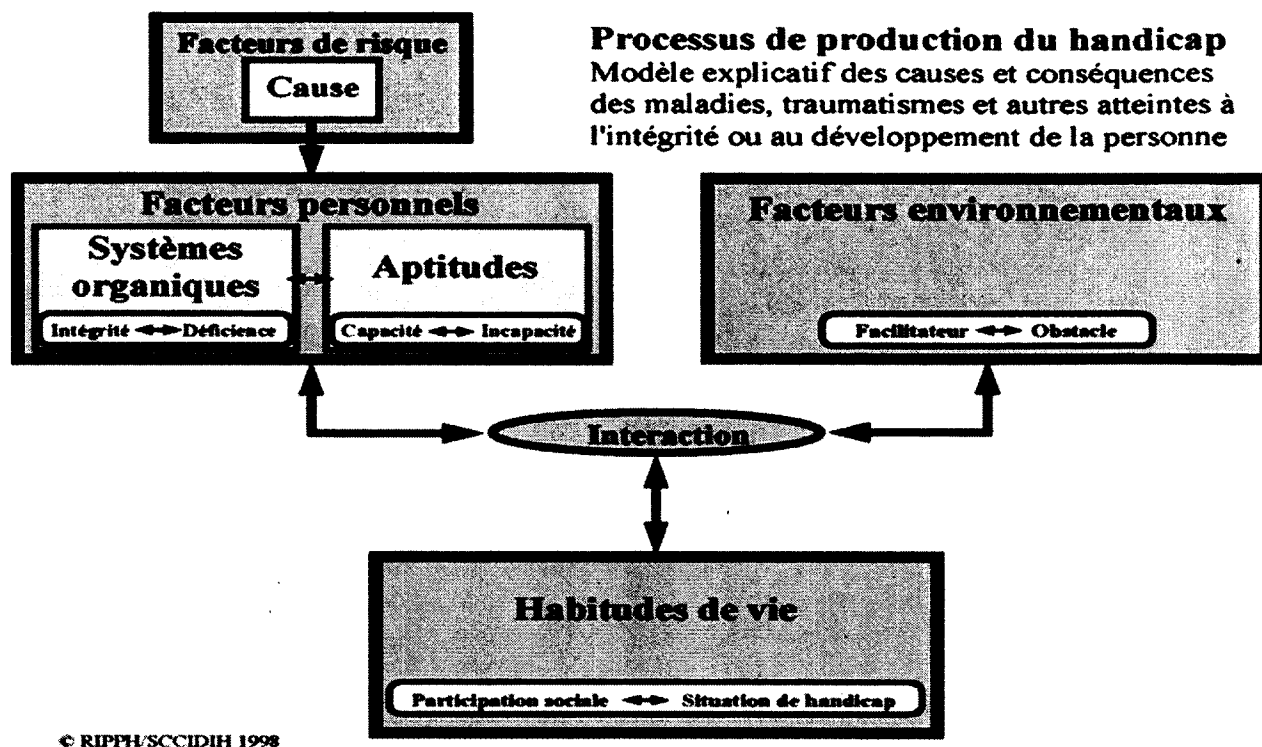 Facteurs de risque
Cause
Processus de production du handicap
Modèle explicatif des causes et conséquences
des maladies, traumatismes et autres atteintes à
l'intégrité ou au développement de la personne
Facteurs personnels
Systèmes
organiques
Intégrité Déficience
Aptitudes
Capacité Incapacité
Facteurs environnementaux
Facilitateur Obstacle
Interaction
Habitudes de vie
Participation sociale Situation de handicap
© RIPPH/SCCIDIH 1998